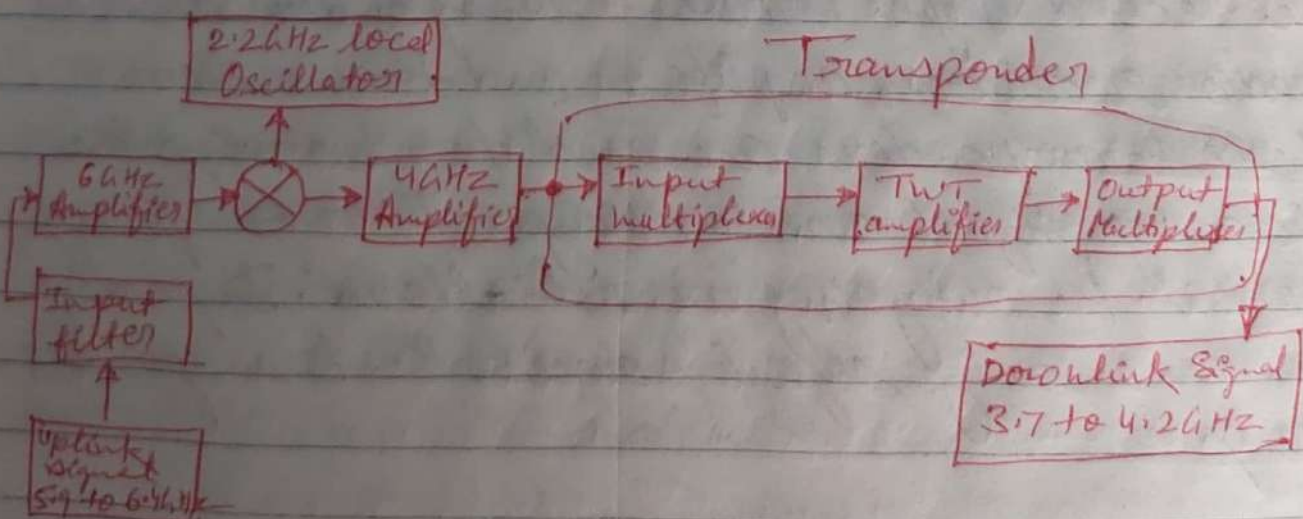 2.2GHz local
Oscillator
Transponder
6GHz
Amplifier
4GHz
Amplifier
Input
multiplexer
TWT
amplifier
Output
Multiplexer
Input
filter
Uplink
Signal
5.9 to 6.4GHz
Downlink Signal
3.7 to 4.2GHz